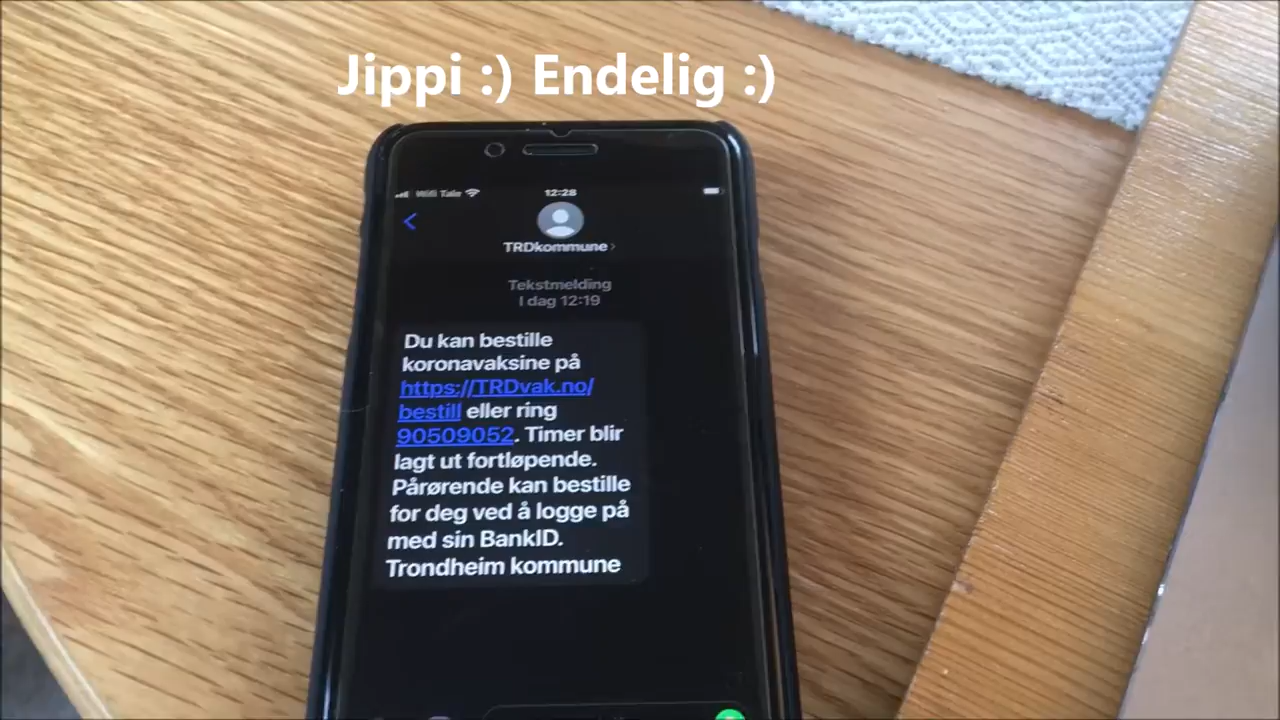 Jippi :) Endelig :)
Wifi Tale
12:28
TRDkommune
Tekstmelding
I dag 12:19
Du kan bestille
koronavaksine på
https://TRDvak.no/
bestill eller ring
90509052. Timer blir
lagt ut fortløpende.
Pårørende kan bestille
for deg ved å logge på
med sin BankID.
Trondheim kommune